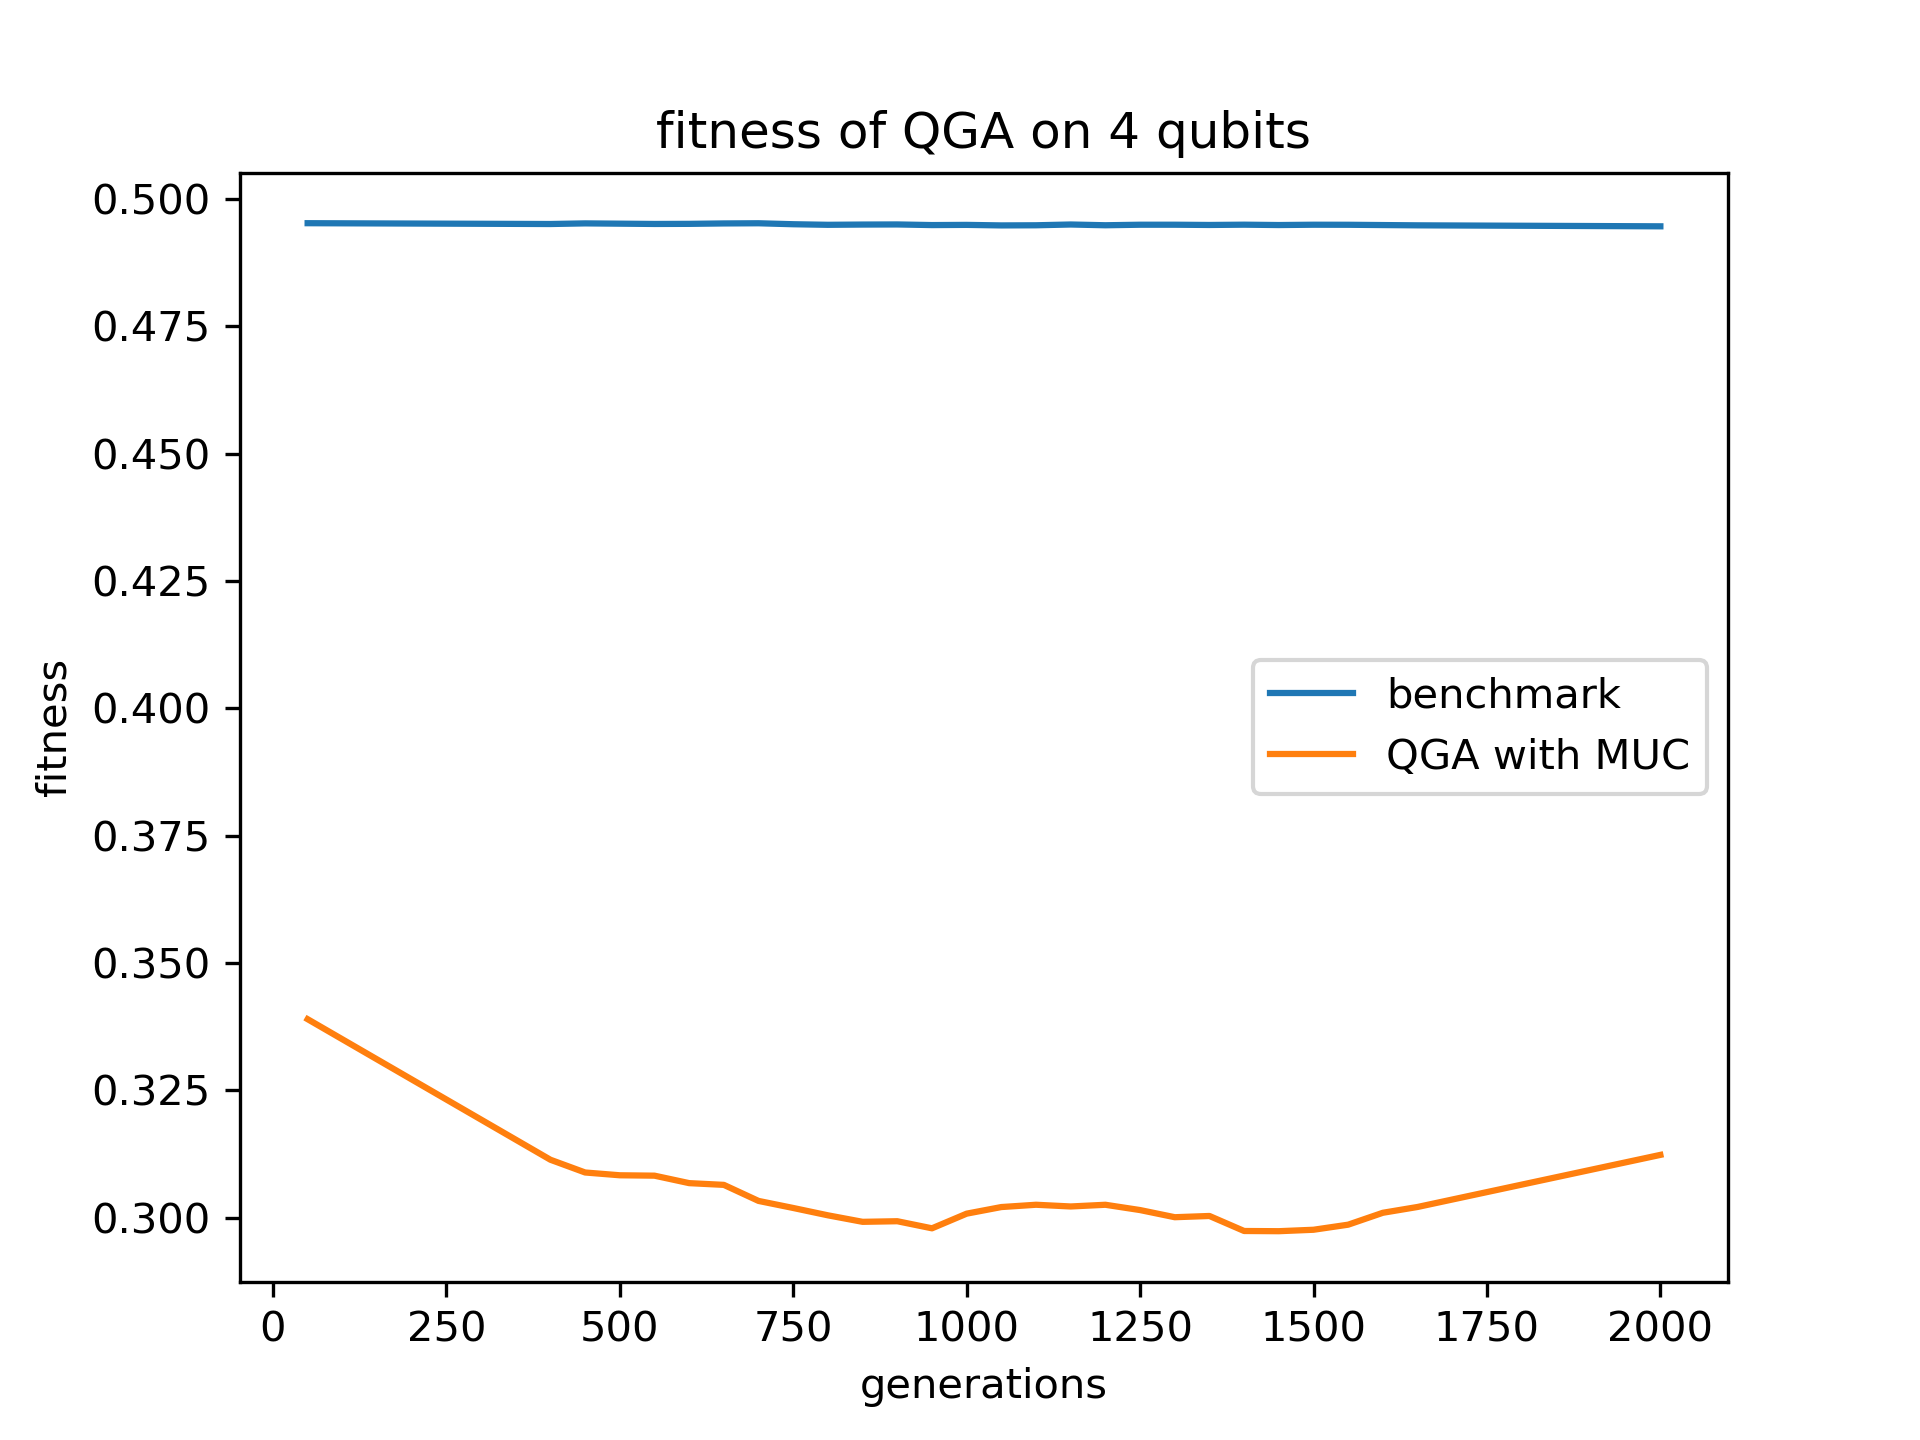 fitness of QGA on 4 qubits
0.500
0.475
0.450
0.425
0.400
0.375
0.350
0.325
0.300
fitness
benchmark
QGA with MUC
0 250 500 750 1000 1250 1500 1750 2000
generations